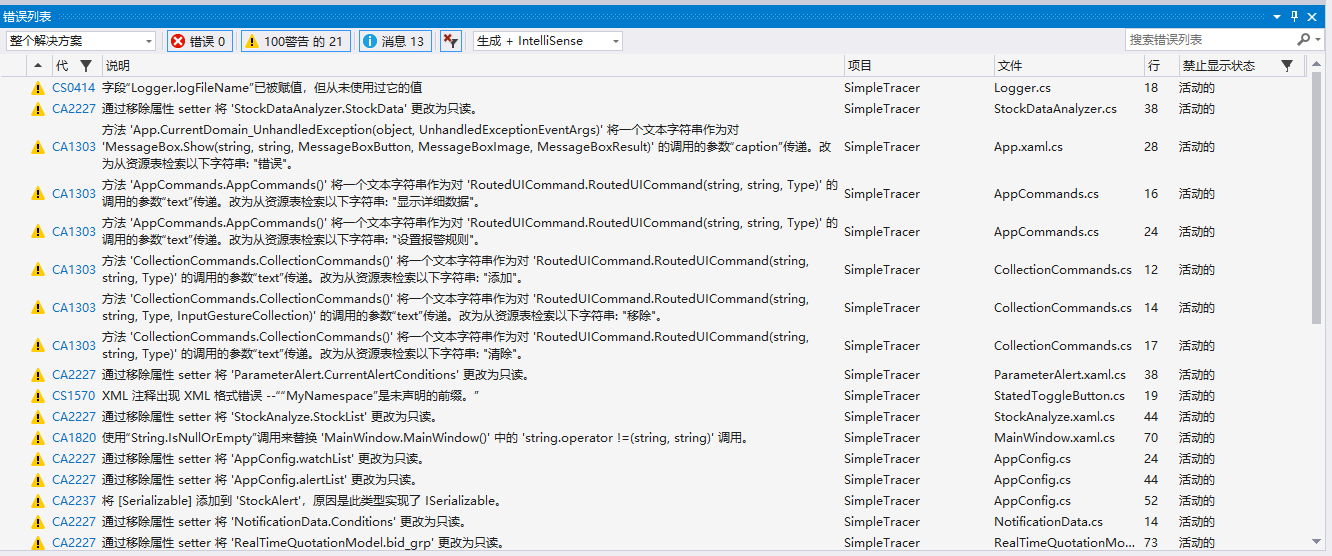 错误列表
整个解决方案 错误 0 100警告 的 21 消息 13 生成 + IntelliSense 搜索错误列表
代 说明 项目 文件 行 禁止显示状态
CS0414 字段“Logger.logFileName”已被赋值，但从未使用过它的值 SimpleTracer Logger.cs 18 活动的
CA2227 通过移除属性 setter 将 'StockDataAnalyzer.StockData' 更改为只读。 SimpleTracer StockDataAnalyzer.cs 38 活动的
方法 'App.CurrentDomain_UnhandledException(object, UnhandledExceptionEventArgs)' 将一个文本字符串作为对
CA1303 'MessageBox.Show(string, string, MessageBoxButton, MessageBoxImage, MessageBoxResult)' 的调用的参数“caption”传递。改 SimpleTracer App.xaml.cs 28 活动的
为从资源表检索以下字符串: "错误"。
CA1303 方法 'AppCommands.AppCommands()' 将一个文本字符串作为对 'RoutedUICommand.RoutedUICommand(string, string, Type)' 的 SimpleTracer AppCommands.cs 16 活动的
调用的参数“text”传递。改为从资源表检索以下字符串: "显示详细数据"。
CA1303 方法 'AppCommands.AppCommands()' 将一个文本字符串作为对 'RoutedUICommand.RoutedUICommand(string, string, Type)' 的 SimpleTracer AppCommands.cs 24 活动的
调用的参数“text”传递。改为从资源表检索以下字符串: "设置报警规则"。
CA1303 方法 'CollectionCommands.CollectionCommands()' 将一个文本字符串作为对 'RoutedUICommand.RoutedUICommand(string, SimpleTracer CollectionCommands.cs 12 活动的
string, Type)' 的调用的参数“text”传递。改为从资源表检索以下字符串: "添加"。
CA1303 方法 'CollectionCommands.CollectionCommands()' 将一个文本字符串作为对 'RoutedUICommand.RoutedUICommand(string, SimpleTracer CollectionCommands.cs 14 活动的
string, Type, InputGestureCollection)' 的调用的参数“text”传递。改为从资源表检索以下字符串: "移除"。
CA1303 方法 'CollectionCommands.CollectionCommands()' 将一个文本字符串作为对 'RoutedUICommand.RoutedUICommand(string, SimpleTracer CollectionCommands.cs 17 活动的
string, Type)' 的调用的参数“text”传递。改为从资源表检索以下字符串: "清除"。
CA2227 通过移除属性 setter 将 'ParameterAlert.CurrentAlertConditions' 更改为只读。 SimpleTracer ParameterAlert.xaml.cs 38 活动的
CS1570 XML 注释出现 XML 格式错误 --““MyNamespace”是未声明的前缀。” SimpleTracer StatedToggleButton.cs 19 活动的
CA2227 通过移除属性 setter 将 'StockAnalyze.StockList' 更改为只读。 SimpleTracer StockAnalyze.xaml.cs 44 活动的
CA1820 使用“String.IsNullOrEmpty”调用来替换 'MainWindow.MainWindow()' 中的 'string.operator !=(string, string)' 调用。 SimpleTracer MainWindow.xaml.cs 70 活动的
CA2227 通过移除属性 setter 将 'AppConfig.watchList' 更改为只读。 SimpleTracer AppConfig.cs 24 活动的
CA2227 通过移除属性 setter 将 'AppConfig.alertList' 更改为只读。 SimpleTracer AppConfig.cs 44 活动的
CA2237 将 [Serializable] 添加到 'StockAlert'，原因是此类型实现了 ISerializable。 SimpleTracer AppConfig.cs 52 活动的
CA2227 通过移除属性 setter 将 'NotificationData.Conditions' 更改为只读。 SimpleTracer NotificationData.cs 14 活动的
CA2227 通过移除属性 setter 将 'RealTimeQuotationModel.bid_grp' 更改为只读。 SimpleTracer RealTimeQuotationMo... 73 活动的